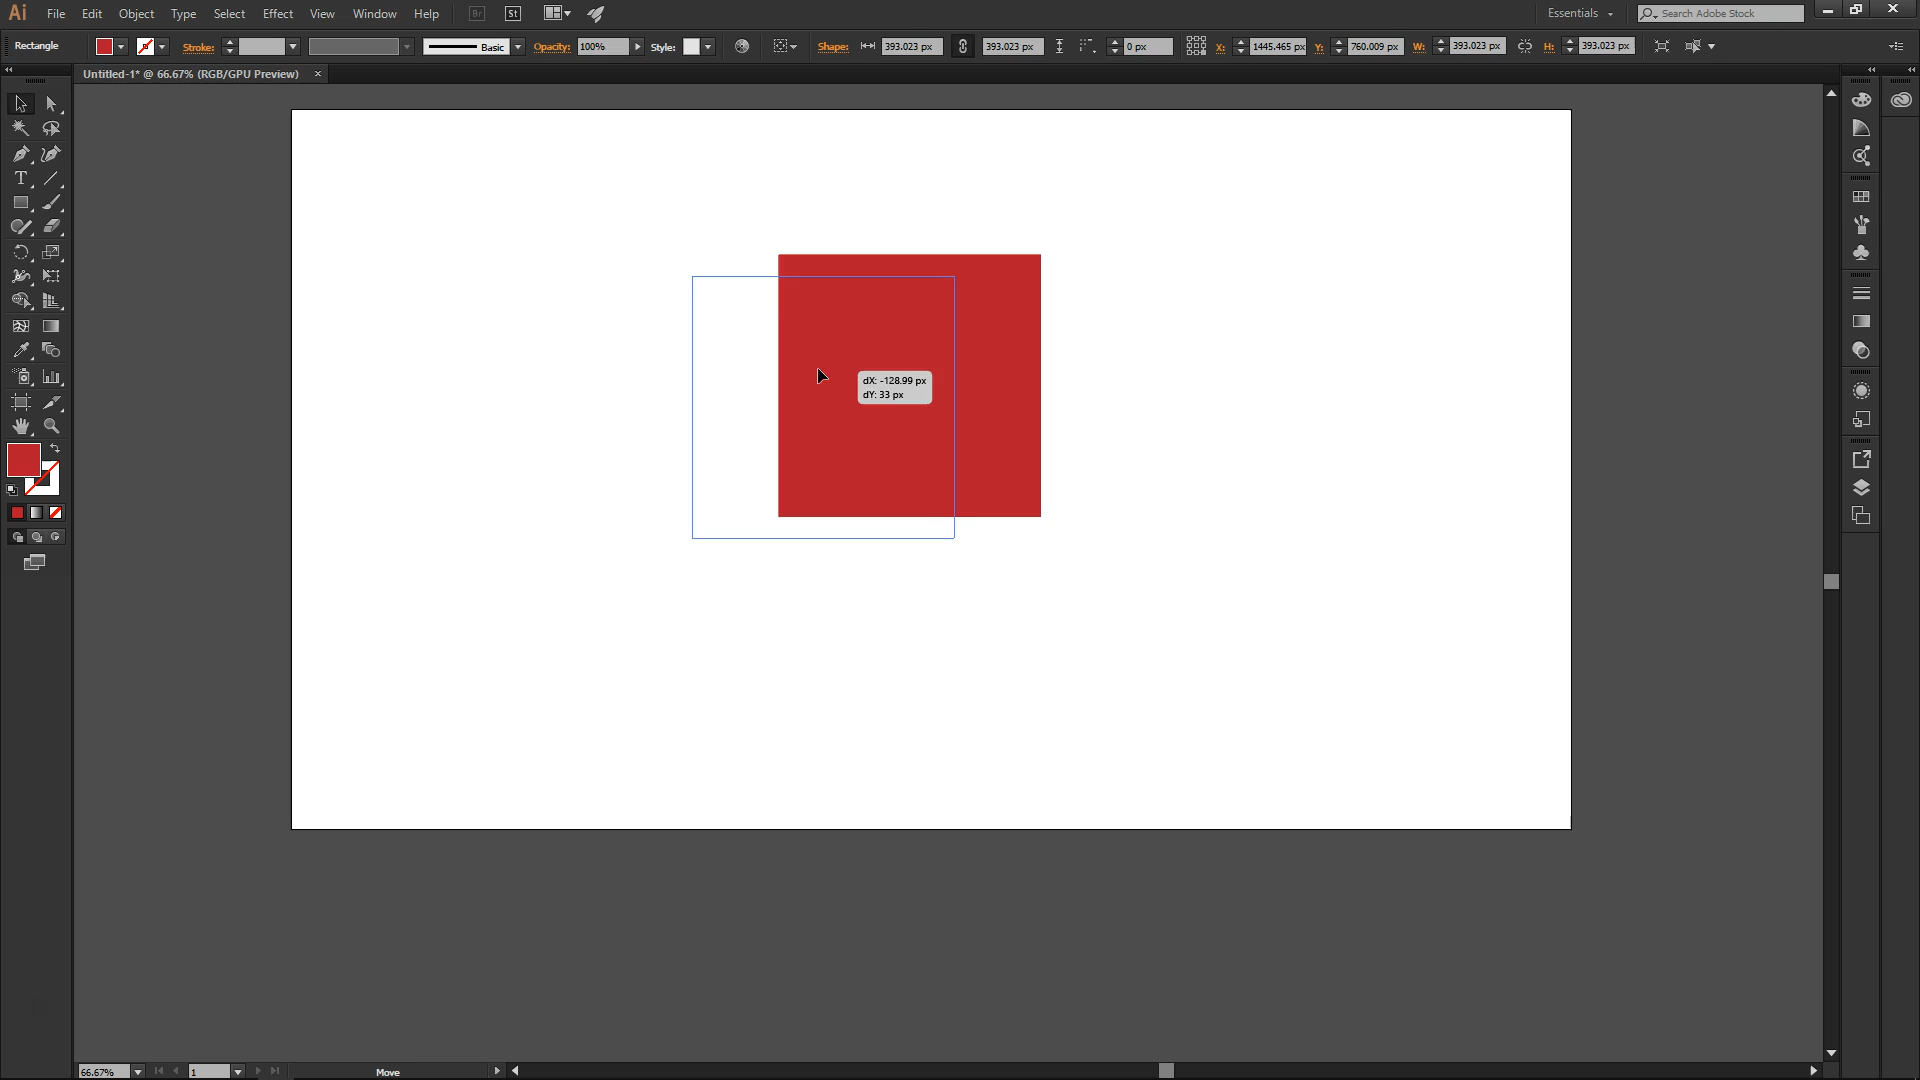 Ai File Edit Object Type Select Effect View Window Help Br St Essentials Search Adobe Stock
Rectangle Stroke: Basic Opacity: 100% Style: Shape: 393.023 px 393.023 px 0 px X: 1445.465 px Y: 760.009 px W: 393.023 px H: 393.023 px
Untitled-1* @ 66.67% (RGB/GPU Preview)
T
dX: -128.99 px
dY: 33 px
66.67% 1 Move